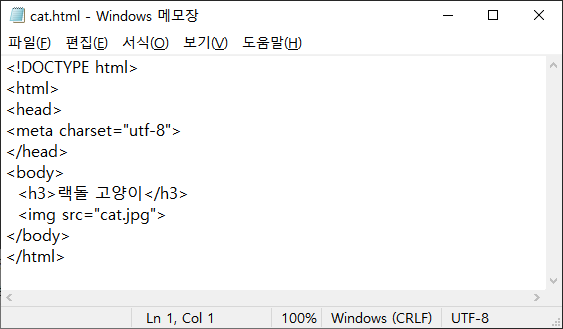 cat.html - Windows 메모장
파일(F) 편집(E) 서식(O) 보기(V) 도움말(H)
<!DOCTYPE html>
<html>
<head>
<meta charset="utf-8">
</head>
<body>
  <h3>랙돌 고양이</h3>
  <img src="cat.jpg">
</body>
</html>
Ln 1, Col 1 100% Windows (CRLF) UTF-8